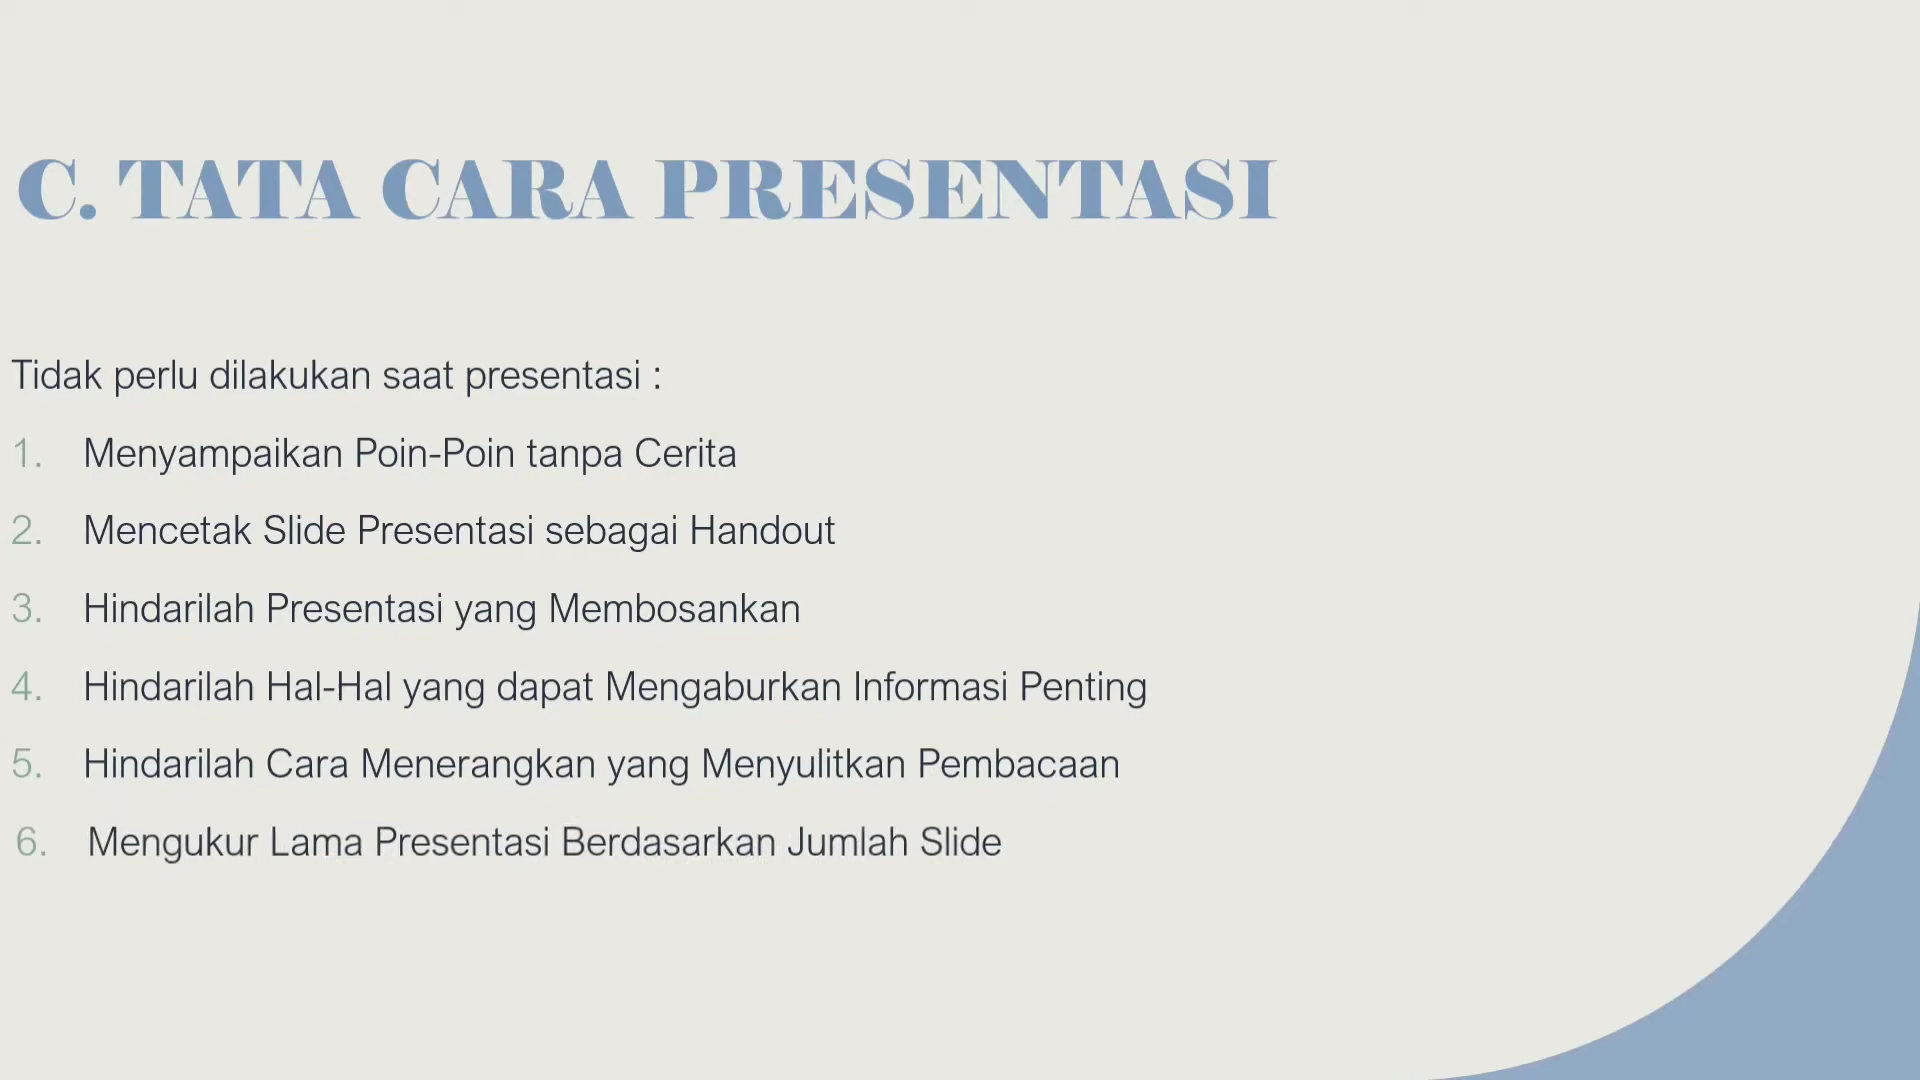 C. TATA CARA PRESENTASI
Tidak perlu dilakukan saat presentasi :
1. Menyampaikan Poin-Poin tanpa Cerita
2. Mencetak Slide Presentasi sebagai Handout
3. Hindarilah Presentasi yang Membosankan
4. Hindarilah Hal-Hal yang dapat Mengaburkan Informasi Penting
5. Hindarilah Cara Menerangkan yang Menyulitkan Pembacaan
6. Mengukur Lama Presentasi Berdasarkan Jumlah Slide